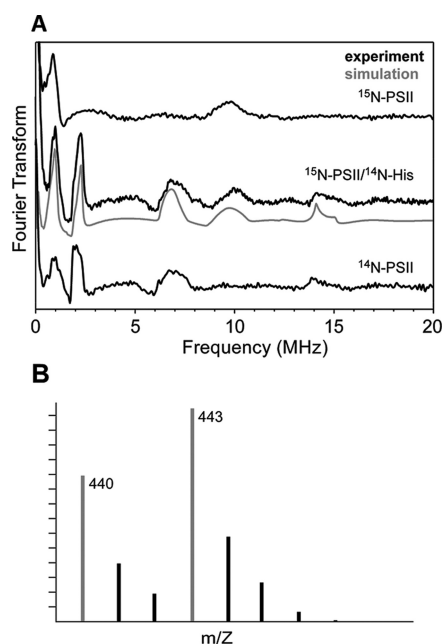 A
experiment
simulation
¹⁵N-PSII
¹⁵N-PSII/¹⁴N-His
¹⁴N-PSII
Fourier Transform
0 5 10 15 20
Frequency (MHz)
B
443
440
m/Z